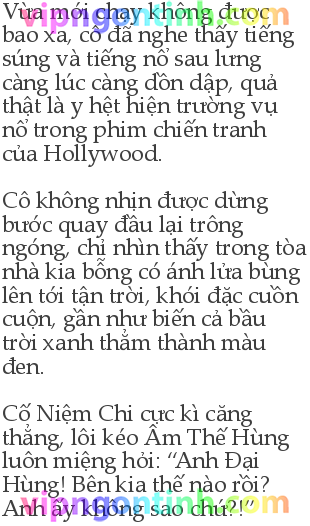 vipngontinh.com
Vừa mới chạy không được
bao xa, cô đã nghe thấy tiếng
súng và tiếng nổ sau lưng
càng lúc càng dồn dập, quả
thật là y hệt hiện trường vụ
nổ trong phim chiến tranh
của Hollywood.
Cô không nhịn được dừng
bước quay đầu lại trông
ngóng, chỉ nhìn thấy trong tòa
nhà kia bỗng có ánh lửa bùng
lên tới tận trời, khói đặc cuồn
cuộn, gần như biến cả bầu
trời xanh thẳm thành màu
đen.
Cố Niệm Chi cực kì căng
thẳng, lôi kéo Âm Thế Hùng
luôn miệng hỏi: “Anh Đại
Hùng! Bên kia thế nào rồi?
Anh ấy không sao chứ?!”
vipngontinh.com